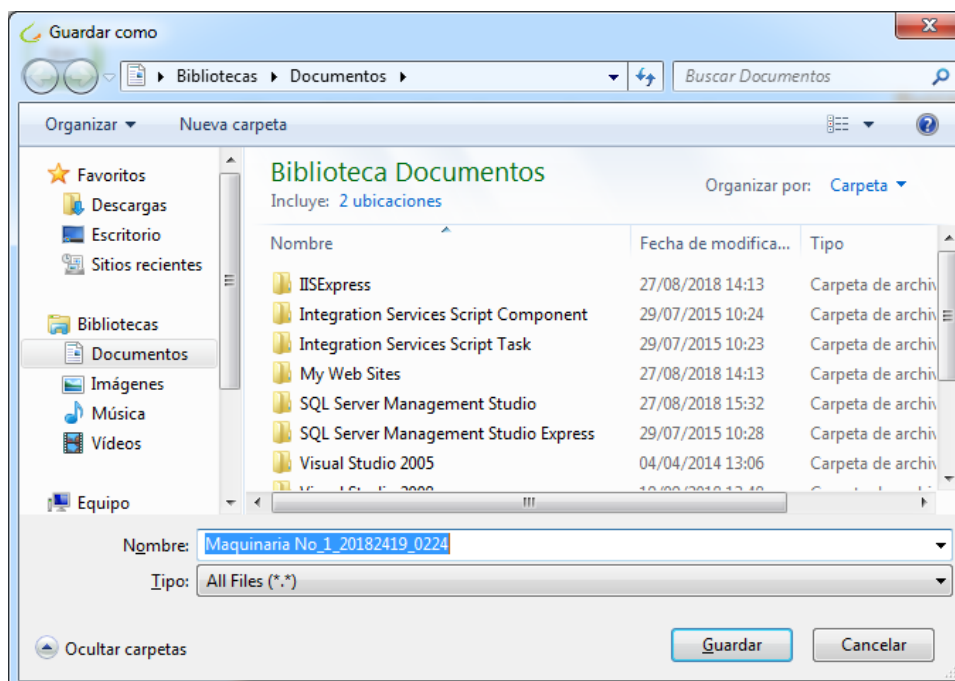 Guardar como
Bibliotecas Documentos
Buscar Documentos
Organizar
Nueva carpeta
Favoritos
Descargas
Escritorio
Sitios recientes
Bibliotecas
Documentos
Imágenes
Música
Vídeos
Equipo
Biblioteca Documentos
Incluye: 2 ubicaciones
Organizar por: Carpeta
Nombre Fecha de modifica... Tipo
IISExpress 27/08/2018 14:13 Carpeta de archiv
Integration Services Script Component 29/07/2015 10:24 Carpeta de archiv
Integration Services Script Task 29/07/2015 10:23 Carpeta de archiv
My Web Sites 27/08/2018 14:13 Carpeta de archiv
SQL Server Management Studio 27/08/2018 15:32 Carpeta de archiv
SQL Server Management Studio Express 29/07/2015 10:28 Carpeta de archiv
Visual Studio 2005 04/04/2014 13:06 Carpeta de archiv
Nombre: Maquinaria No_1_20182419_0224
Tipo: All Files (*.*)
Ocultar carpetas
Guardar
Cancelar